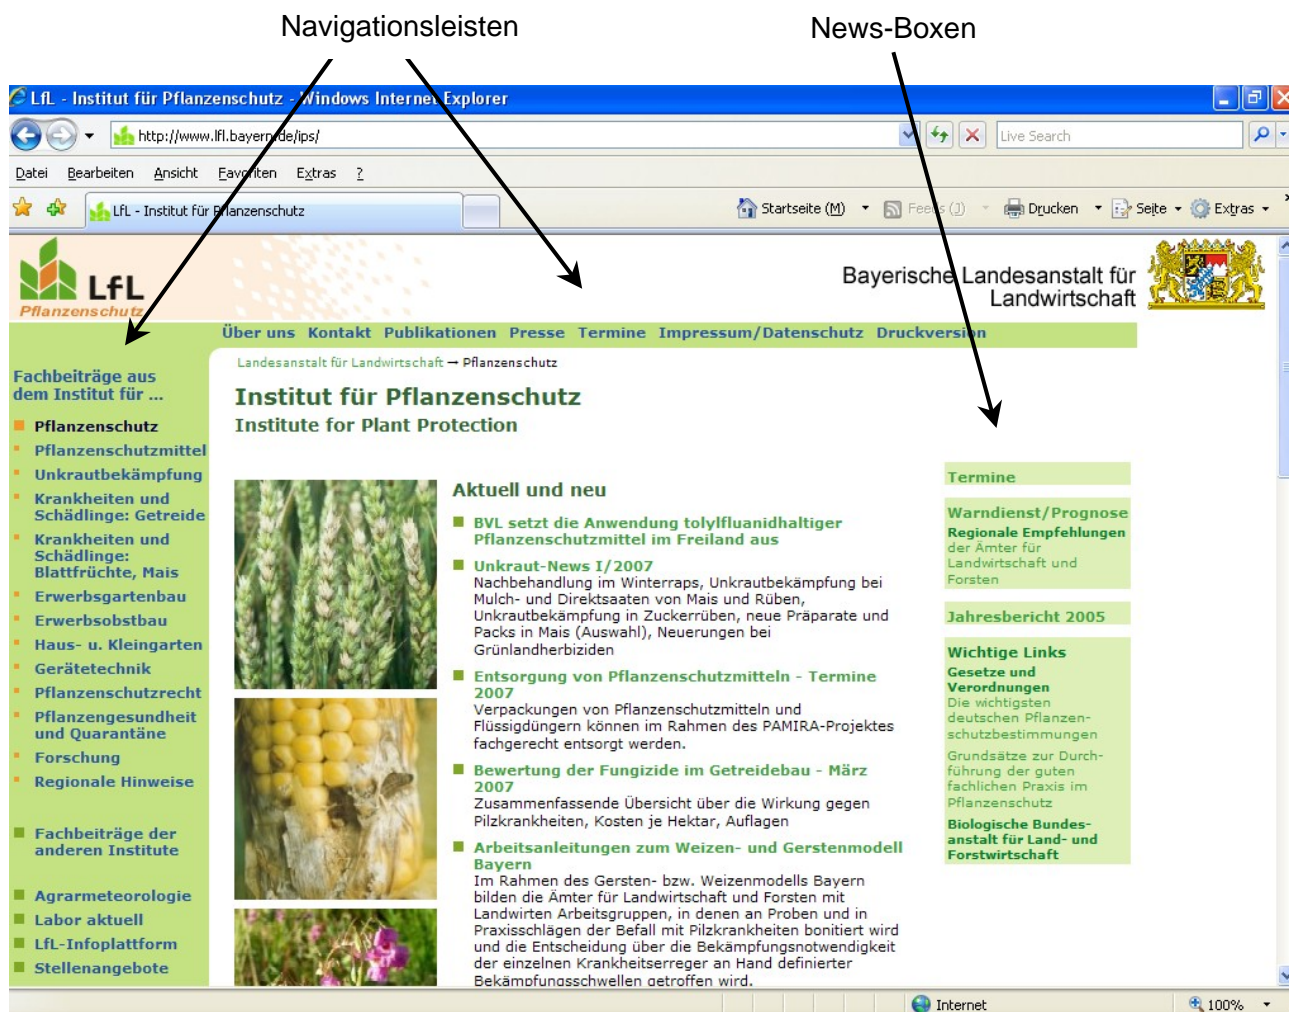 Navigationsleisten
News-Boxen
LfL - Institut für Pflanzenschutz - Windows Internet Explorer
http://www.lfl.bayern.de/ips/
Live Search
Datei Bearbeiten Ansicht Favoriten Extras ?
LfL - Institut für Pflanzenschutz
Startseite (M) Feeds (J) Drucken Seite Extras
LfL
Pflanzenschutz
Bayerische Landesanstalt für
Landwirtschaft
Über uns Kontakt Publikationen Presse Termine Impressum/Datenschutz Druckversion
Fachbeiträge aus
dem Institut für ...
Pflanzenschutz
Pflanzenschutzmittel
Unkrautbekämpfung
Krankheiten und
Schädlinge: Getreide
Krankheiten und
Schädlinge:
Blattfrüchte, Mais
Erwerbsgartenbau
Erwerbsobstbau
Haus- u. Kleingarten
Gerätetechnik
Pflanzenschutzrecht
Pflanzengesundheit
und Quarantäne
Forschung
Regionale Hinweise
Fachbeiträge der
anderen Institute
Agrarmeteorologie
Labor aktuell
LfL-Infoplattform
Stellenangebote
Landesanstalt für Landwirtschaft → Pflanzenschutz
Institut für Pflanzenschutz
Institute for Plant Protection
Aktuell und neu
BVL setzt die Anwendung tolylfluanidhaltiger
Pflanzenschutzmittel im Freiland aus
Unkraut-News I/2007
Nachbehandlung im Winterraps, Unkrautbekämpfung bei
Mulch- und Direktsaaten von Mais und Rüben,
Unkrautbekämpfung in Zuckerrüben, neue Präparate und
Packs in Mais (Auswahl), Neuerungen bei
Grünlandherbiziden
Entsorgung von Pflanzenschutzmitteln - Termine
2007
Verpackungen von Pflanzenschutzmitteln und
Flüssigdüngern können im Rahmen des PAMIRA-Projektes
fachgerecht entsorgt werden.
Bewertung der Fungizide im Getreidebau - März
2007
Zusammenfassende Übersicht über die Wirkung gegen
Pilzkrankheiten, Kosten je Hektar, Auflagen
Arbeitsanleitungen zum Weizen- und Gerstenmodell
Bayern
Im Rahmen des Gersten- bzw. Weizenmodells Bayern
bilden die Ämter für Landwirtschaft und Forsten mit
Landwirten Arbeitsgruppen, in denen an Proben und in
Praxisschlägen der Befall mit Pilzkrankheiten bonitiert wird
und die Entscheidung über die Bekämpfungsnotwendigkeit
der einzelnen Krankheitserreger an Hand definierter
Bekämpfungsschwellen getroffen wird.
Termine
Warndienst/Prognose
Regionale Empfehlungen
der Ämter für
Landwirtschaft und
Forsten
Jahresbericht 2005
Wichtige Links
Gesetze und
Verordnungen
Die wichtigsten
deutschen Pflanzen-
schutzbestimmungen
Grundsätze zur Durch-
führung der guten
fachlichen Praxis im
Pflanzenschutz
Biologische Bundes-
anstalt für Land- und
Forstwirtschaft
Internet
100%